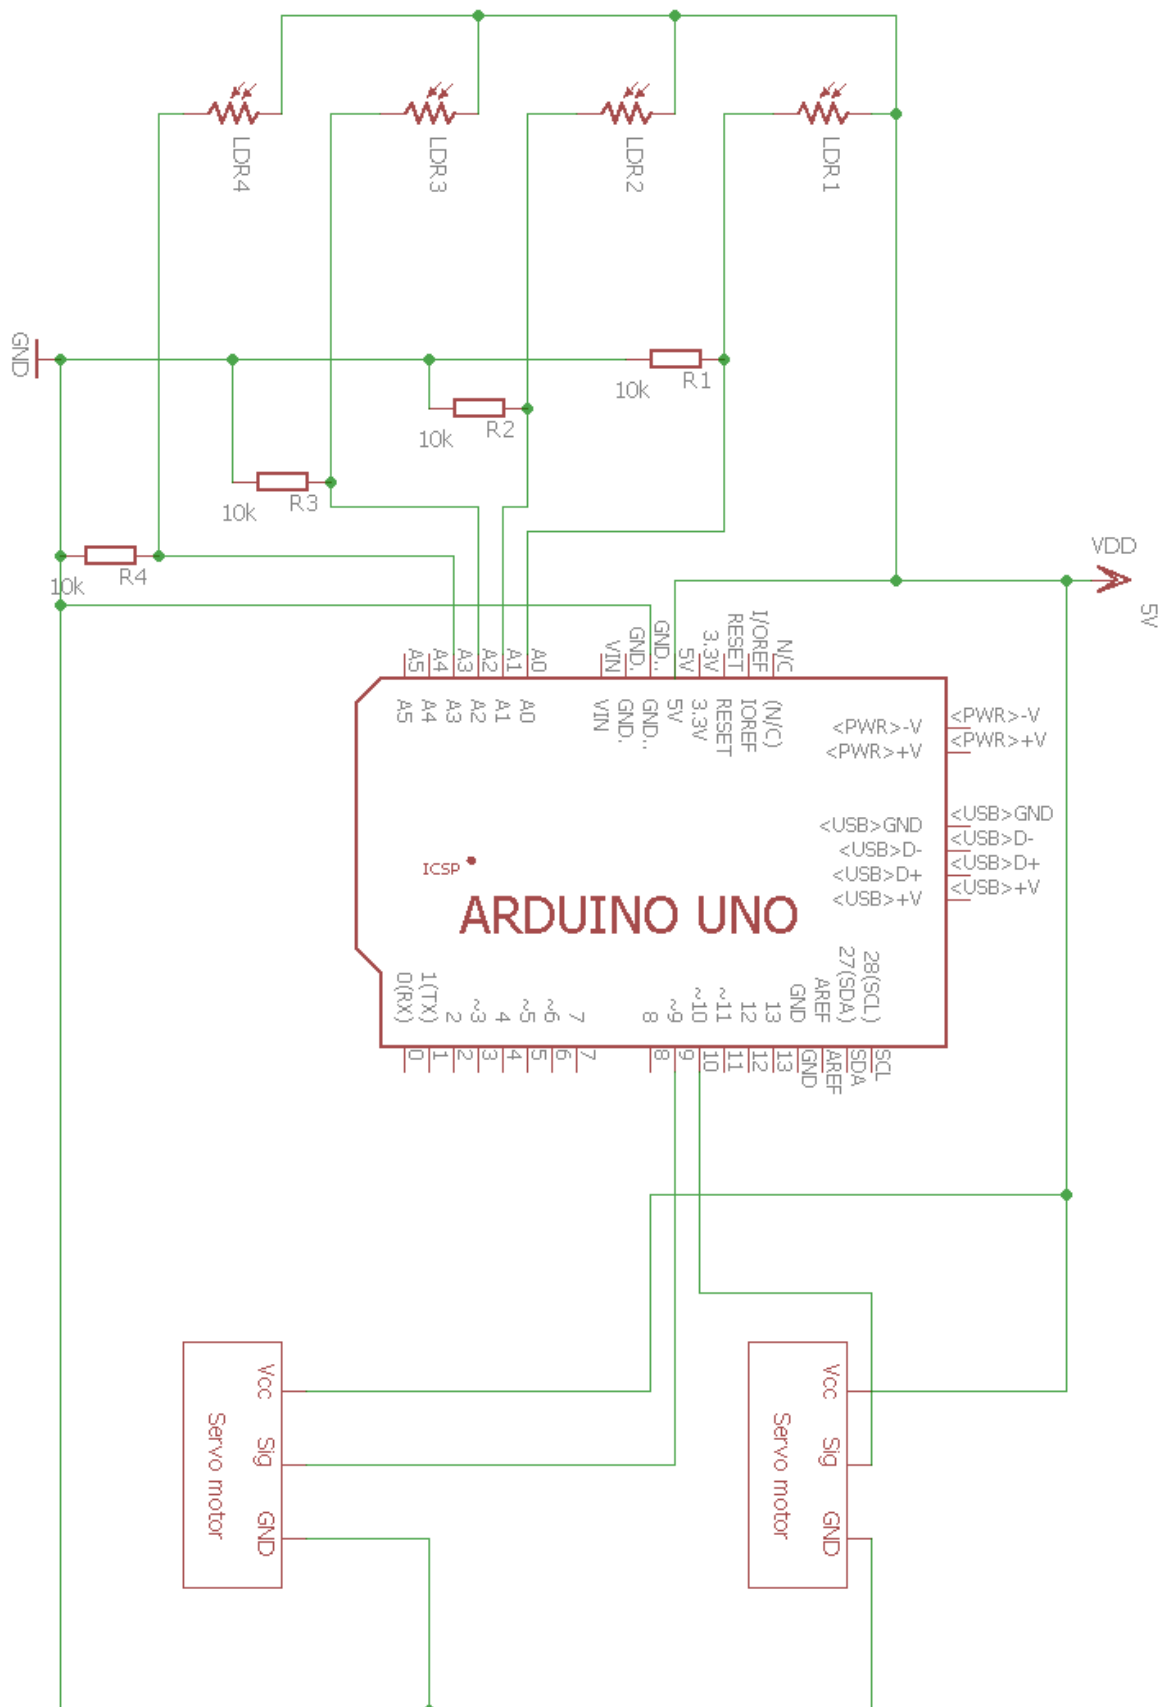 LDR4
LDR3
LDR2
LDR1
GND
R1
10k
R2
10k
R3
10k
R4
10k
VDD
5V
A5
A4
A3
A2
A1
A0
VIN
GND.
GND..
5V
3.3V
RESET
I/OREF
N/C
A5
A4
A3
A2
A1
A0
VIN
GND.
GND..
5V
3.3V
RESET
IOREF
(N/C)
<PWR>-V
<PWR>-V
<PWR>+V
<PWR>+V
<USB>GND
<USB>GND
<USB>D-
<USB>D-
<USB>D+
<USB>D+
<USB>+V
<USB>+V
ICSP
ARDUINO UNO
0(RX)
1(TX)
2
~3
4
~5
~6
7
8
~9
~10
~11
12
13
GND
AREF
27(SDA)
28(SCL)
0
1
2
3
4
5
6
7
8
9
10
11
12
13
GND
AREF
SDA
SCL
Vcc
Sig
GND
Servo motor
Vcc
Sig
GND
Servo motor